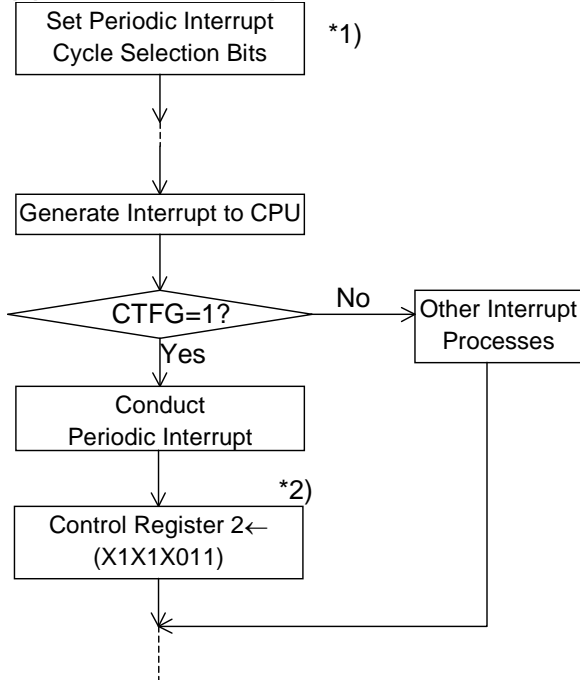 Set Periodic Interrupt
Cycle Selection Bits
*1)
Generate Interrupt to CPU
CTFG=1?
No
Other Interrupt
Processes
Yes
Conduct
Periodic Interrupt
*2)
Control Register 2←
(X1X1X011)